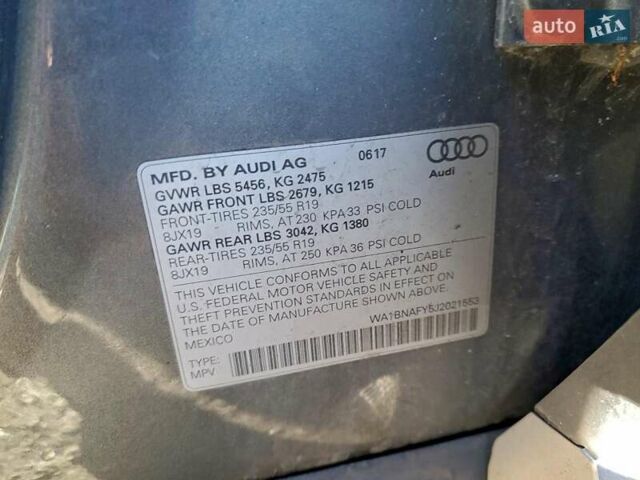 auto RIA .com
MFD. BY AUDI AG 0617
Audi
GVWR LBS 5456, KG 2475
GAWR FRONT LBS 2679, KG 1215
FRONT-TIRES 235/55 R19
8JX19 RIMS, AT 230 KPA 33 PSI COLD
GAWR REAR LBS 3042, KG 1380
REAR-TIRES 235/55 R19
8JX19 RIMS, AT 250 KPA 36 PSI COLD
THIS VEHICLE CONFORMS TO ALL APPLICABLE
U.S. FEDERAL MOTOR VEHICLE SAFETY AND
THEFT PREVENTION STANDARDS IN EFFECT ON
THE DATE OF MANUFACTURE SHOWN ABOVE.
MEXICO WA1BNAFY5J2021553
TYPE:
MPV